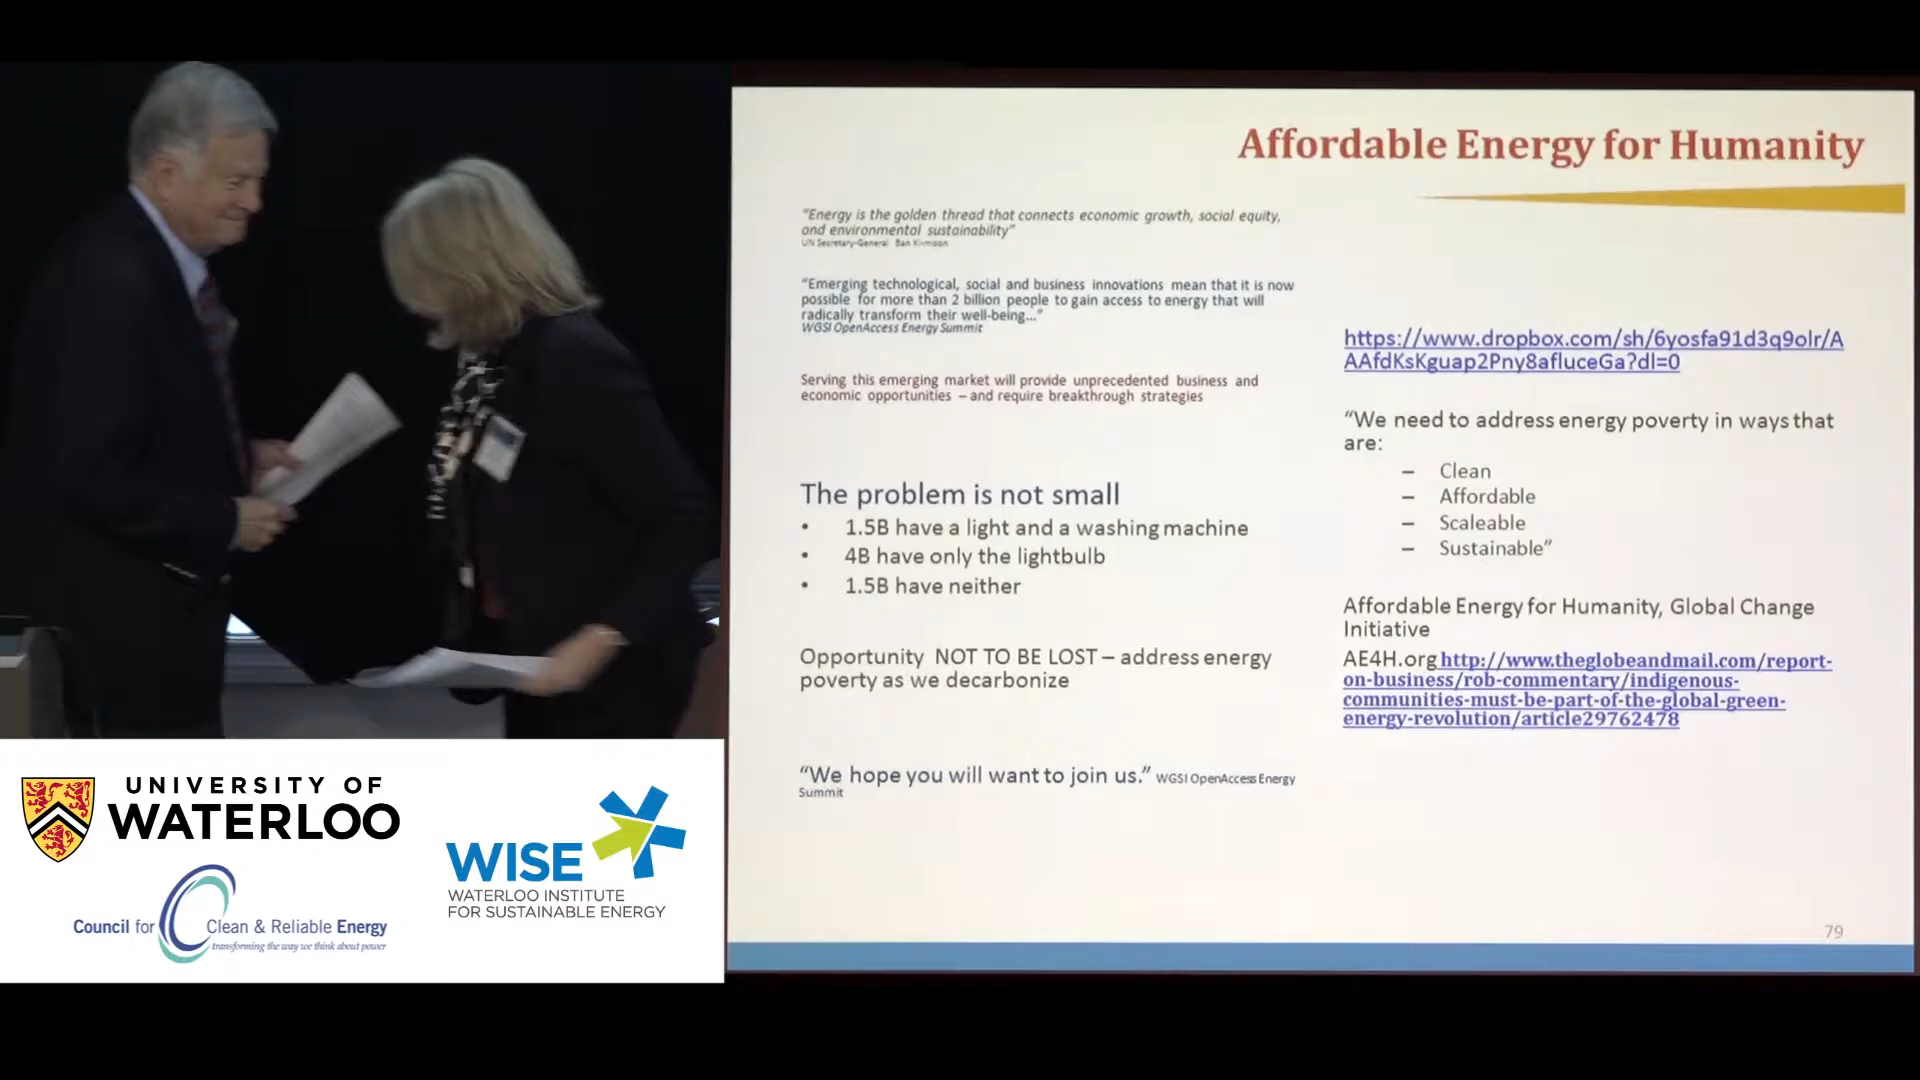 Affordable Energy for Humanity
"Energy is the golden thread that connects economic growth, social equity,
and environmental sustainability"
UN Secretary-General Ban Ki-moon
"Emerging technological, social and business innovations mean that it is now
possible for more than 2 billion people to gain access to energy that will
radically transform their well-being..."
WGSI OpenAccess Energy Summit
Serving this emerging market will provide unprecedented business and
economic opportunities – and require breakthrough strategies
The problem is not small
• 1.5B have a light and a washing machine
• 4B have only the lightbulb
• 1.5B have neither
Opportunity NOT TO BE LOST – address energy
poverty as we decarbonize
"We hope you will want to join us." WGSI OpenAccess Energy
Summit
https://www.dropbox.com/sh/6yosfa91d3q9olr/A
AAfdKsKguap2Pny8afluceGa?dl=0
"We need to address energy poverty in ways that
are:
– Clean
– Affordable
– Scaleable
– Sustainable"
Affordable Energy for Humanity, Global Change
Initiative
AE4H.org http://www.theglobeandmail.com/report-
on-business/rob-commentary/indigenous-
communities-must-be-part-of-the-global-green-
energy-revolution/article29762478
79
UNIVERSITY OF
WATERLOO
WISE
WATERLOO INSTITUTE
FOR SUSTAINABLE ENERGY
Council for Clean & Reliable Energy
transforming the way we think about power